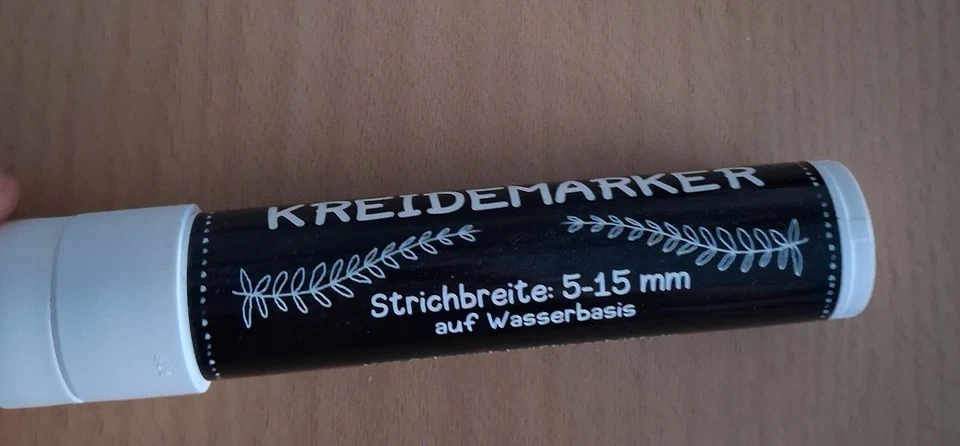 KREIDEMARKER
Strichbreite: 5-15 mm
auf Wasserbasis